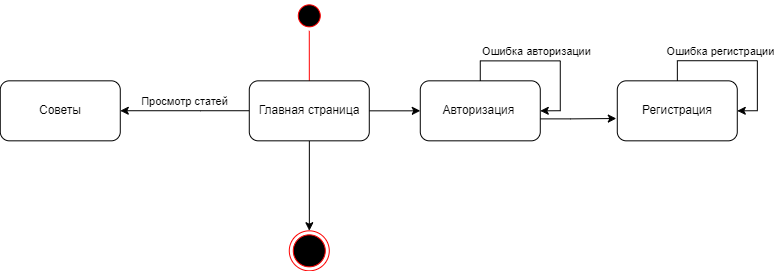 Ошибка авторизации
Ошибка регистрации
Просмотр статей
Советы
Главная страница
Авторизация
Регистрация